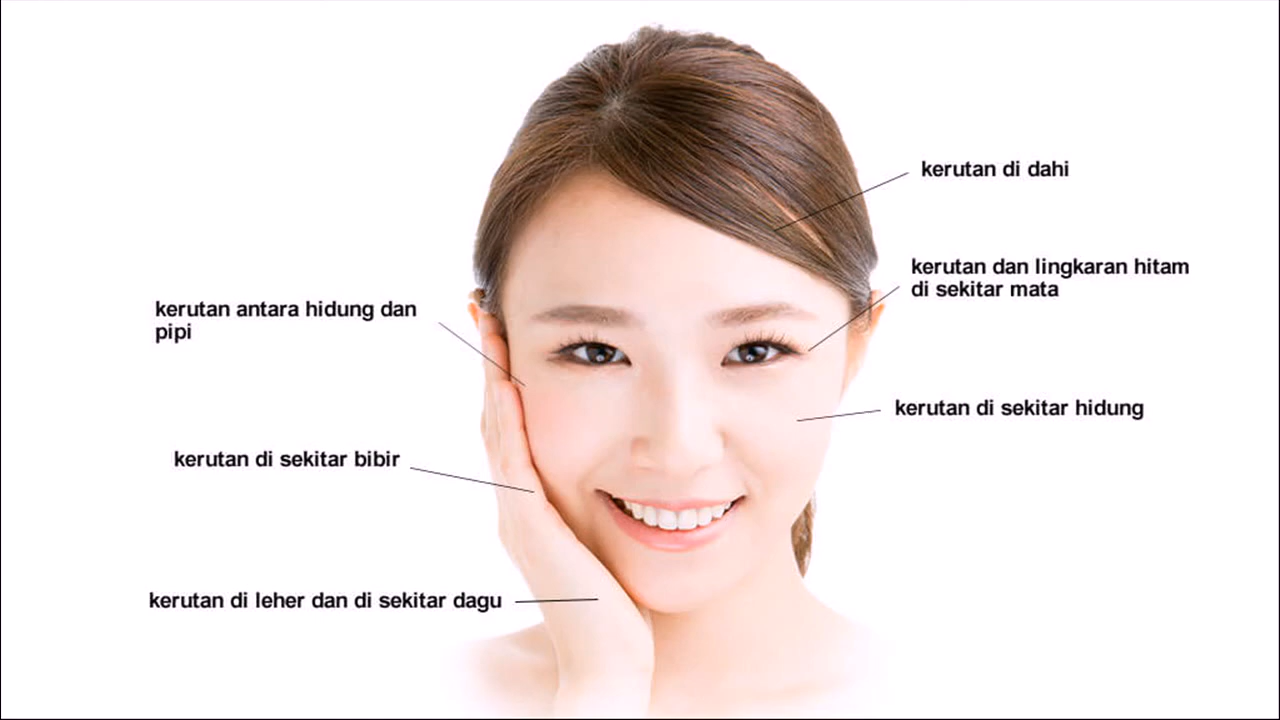 kerutan di dahi
kerutan dan lingkaran hitam
di sekitar mata
kerutan antara hidung dan
pipi
kerutan di sekitar hidung
kerutan di sekitar bibir
kerutan di leher dan di sekitar dagu